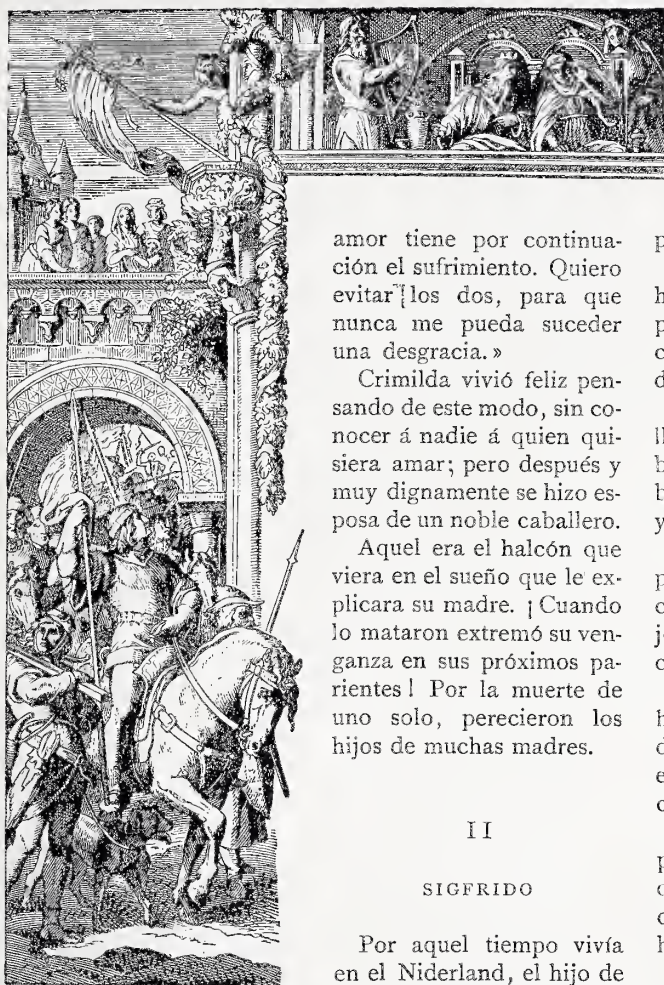 amor tiene por continua-
ción el sufrimiento. Quiero
evitar los dos, para que
nunca me pueda suceder
una desgracia.»
Crimilda vivió feliz pen-
sando de este modo, sin co-
nocer á nadie á quien qui-
siera amar; pero después y
muy dignamente se hizo es-
posa de un noble caballero.
Aquel era el halcón que
viera en el sueño que le ex-
plicara su madre. ¡Cuando
lo mataron extremó su ven-
ganza en sus próximos pa-
rientes! Por la muerte de
uno solo, perecieron los
hijos de muchas madres.
II
SIGFRIDO
Por aquel tiempo vivía
en el Niderland, el hijo de